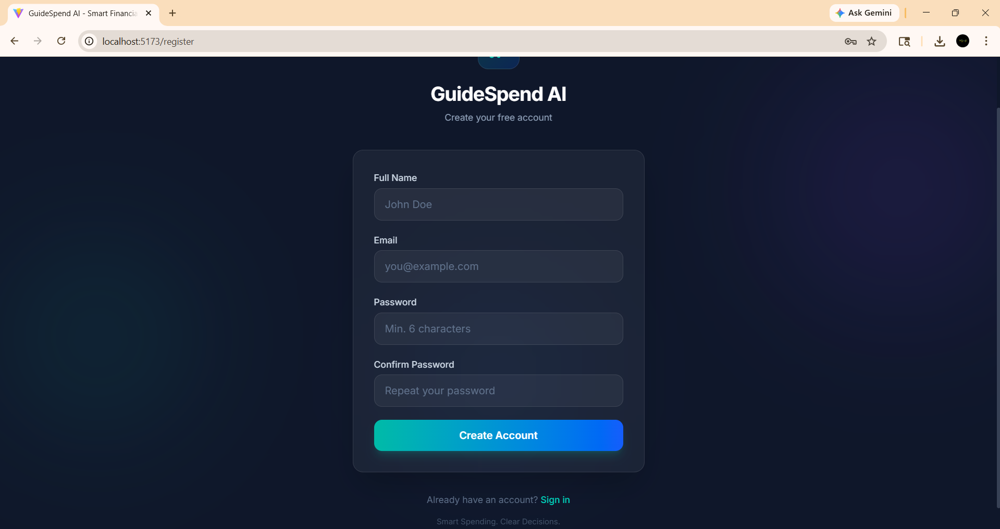 GuideSpend AI - Smart Financia
Ask Gemini
localhost:5173/register
GuideSpend AI
Create your free account
Full Name
John Doe
Email
you@example.com
Password
Min. 6 characters
Confirm Password
Repeat your password
Create Account
Already have an account? Sign in
Smart Spending. Clear Decisions.